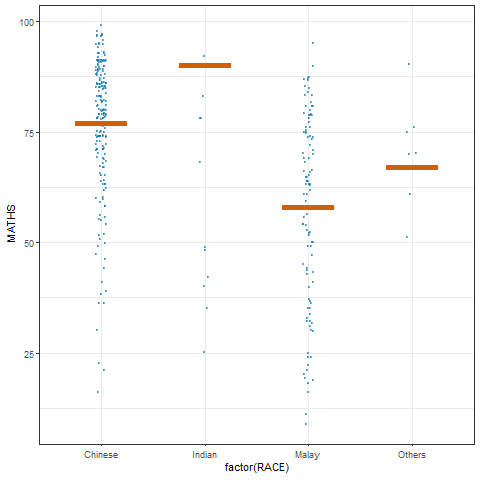 100
75
50
25
MATHS
Chinese
Indian
Malay
Others
factor(RACE)